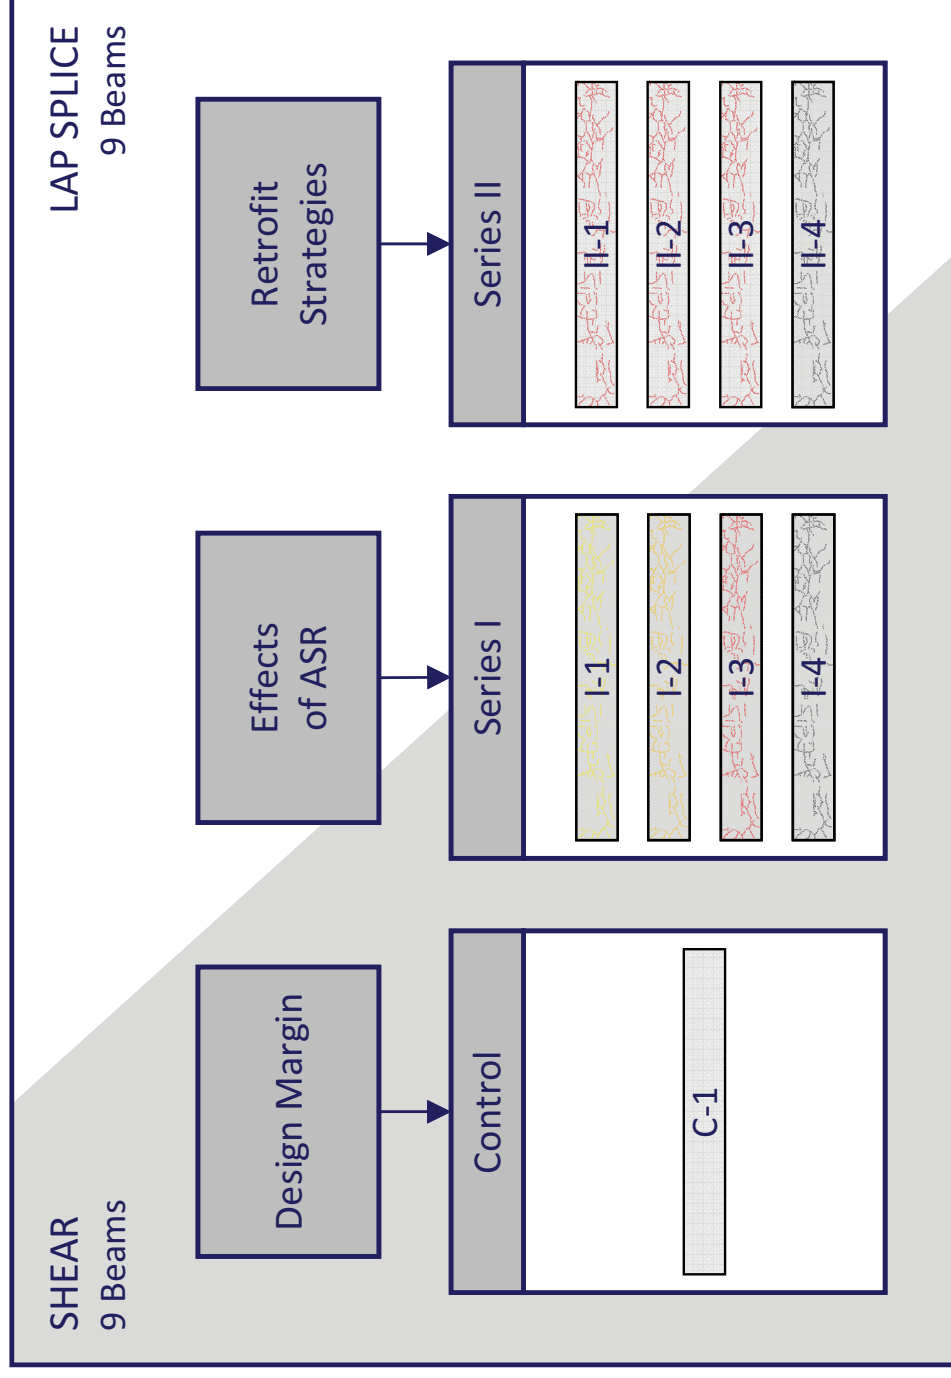 SHEAR
9 Beams
LAP SPLICE
9 Beams
Design Margin
Effects
of ASR
Retrofit
Strategies
Control
Series I
Series II
C-1
I-1
I-2
I-3
I-4
II-1
II-2
II-3
II-4